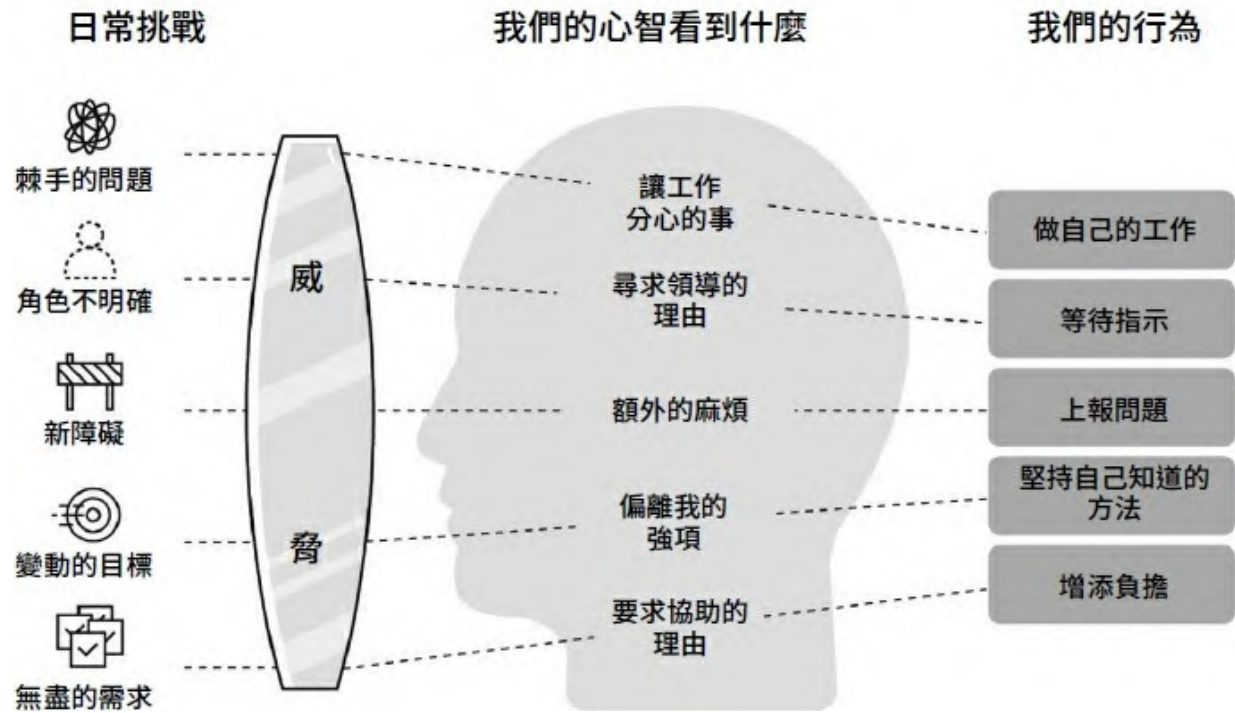 日常挑戰
我們的心智看到什麼
我們的行為
棘手的問題
角色不明確
新障礙
變動的目標
無盡的需求
威
脅
讓工作
分心的事
尋求領導的
理由
額外的麻煩
偏離我的
強項
要求協助的
理由
做自己的工作
等待指示
上報問題
堅持自己知道的
方法
增添負擔